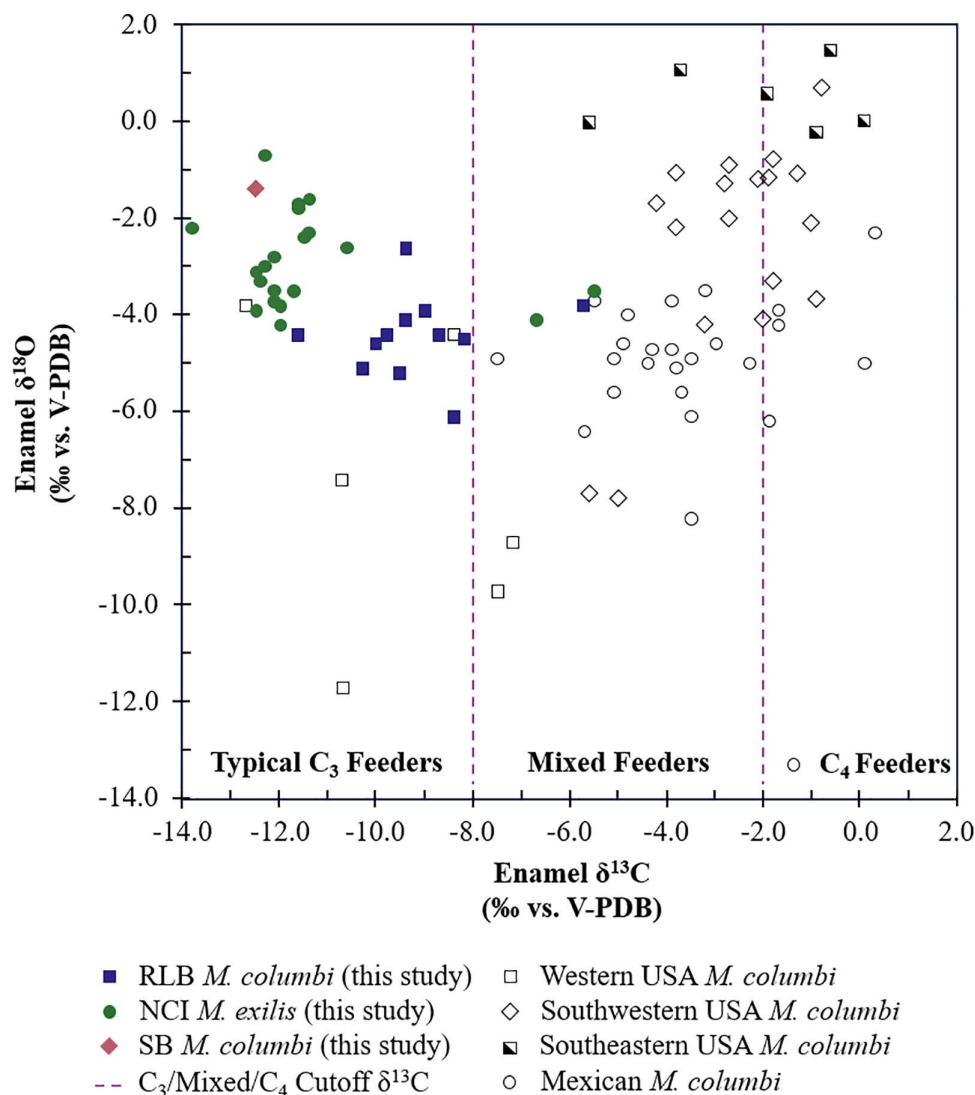 2.0
0.0
-2.0
-4.0
-6.0
-8.0
-10.0
-12.0
-14.0
Enamel δ¹⁸O
(‰ vs. V-PDB)
Typical C₃ Feeders
Mixed Feeders
C₄ Feeders
-14.0 -12.0 -10.0 -8.0 -6.0 -4.0 -2.0 0.0 2.0
Enamel δ¹³C
(‰ vs. V-PDB)
RLB M. columbi (this study)
NCI M. exilis (this study)
SB M. columbi (this study)
C₃/Mixed/C₄ Cutoff δ¹³C
Western USA M. columbi
Southwestern USA M. columbi
Southeastern USA M. columbi
Mexican M. columbi